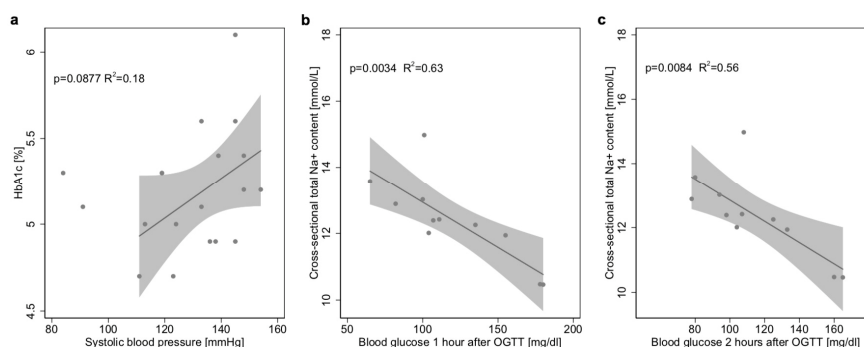 a
p=0.0877 R²=0.18
HbA1c [%]
6
5.5
5
4.5
80
100
120
140
160
Systolic blood pressure [mmHg]
b
p=0.0034 R²=0.63
Cross-sectional total Na+ content [mmol/L]
18
16
14
12
10
50
100
150
200
Blood glucose 1 hour after OGTT [mg/dl]
c
p=0.0084 R²=0.56
Cross-sectional total Na+ content [mmol/L]
18
16
14
12
10
80
100
120
140
160
Blood glucose 2 hours after OGTT [mg/dl]